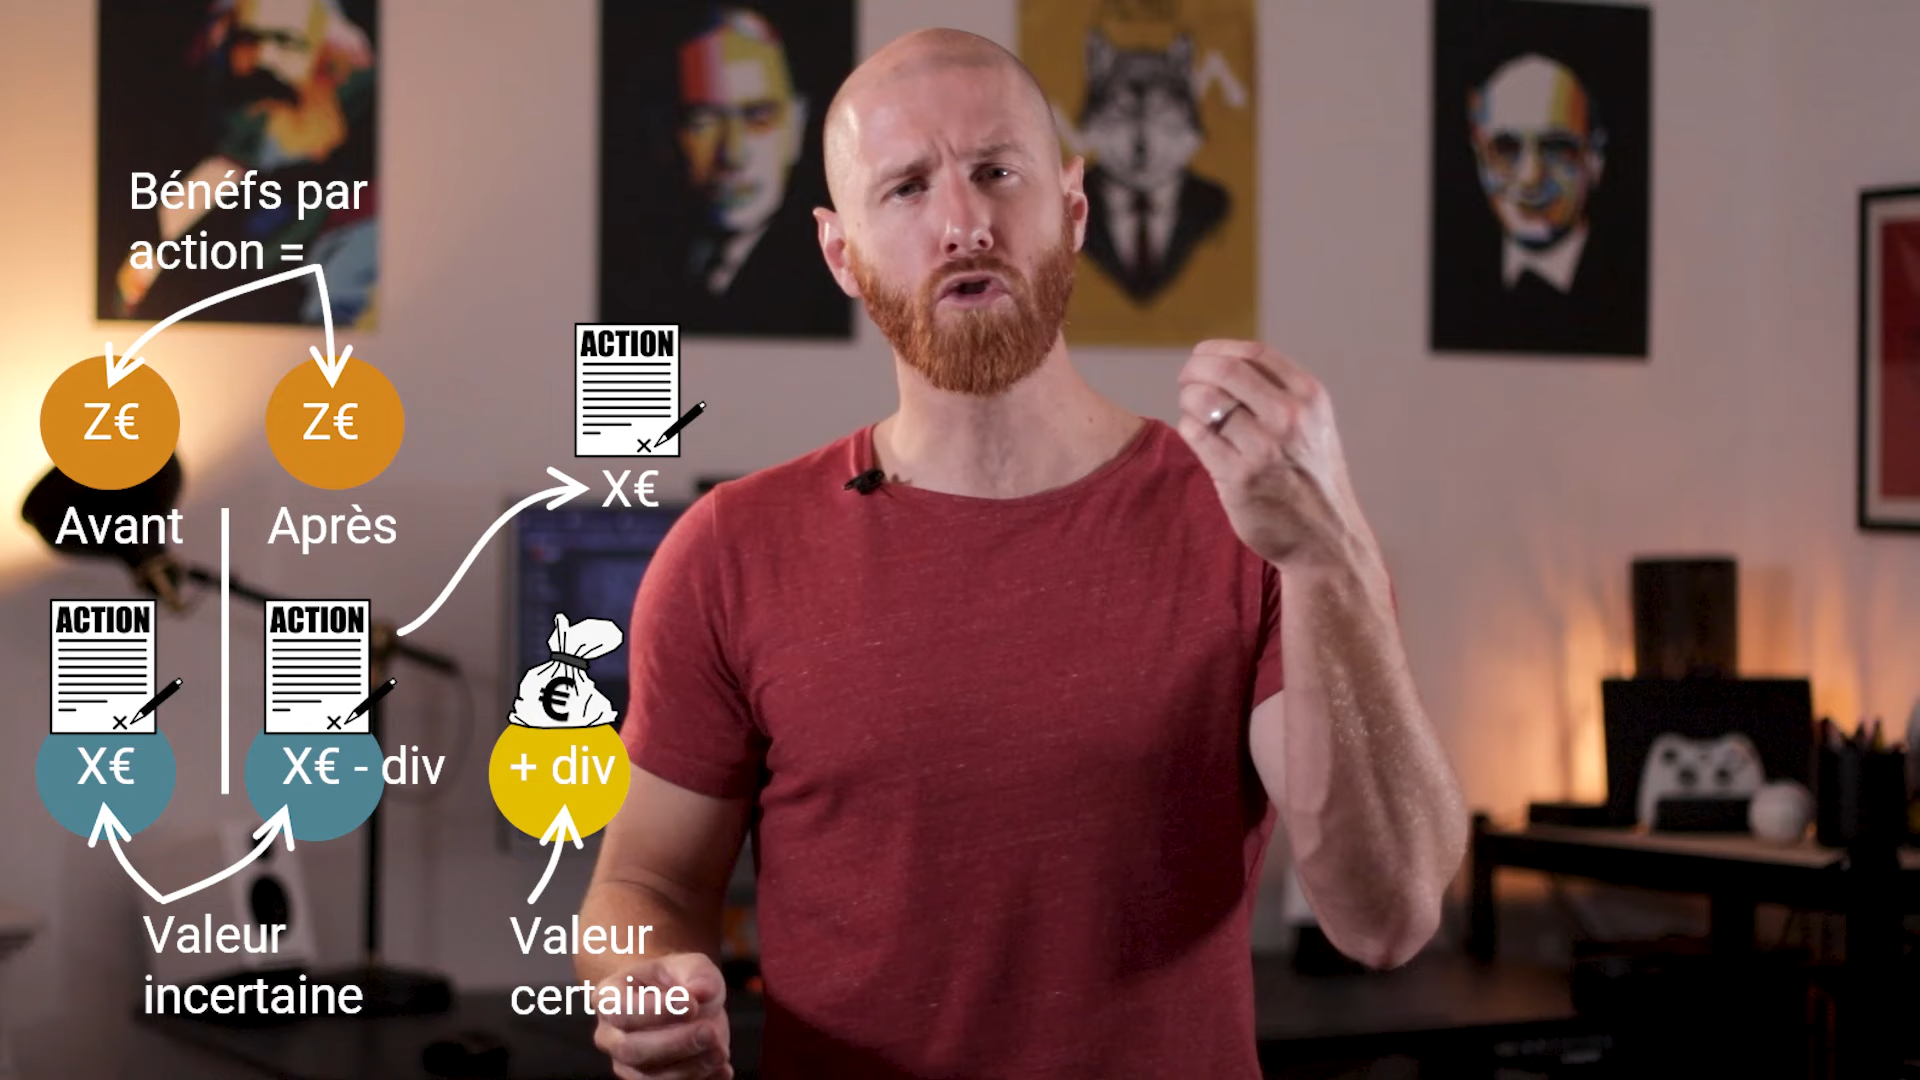 Bénéfs par
action =
Z€
Z€
Avant
Après
ACTION
X€
ACTION
X€
ACTION
X€ - div
€
+ div
Valeur
incertaine
Valeur
certaine